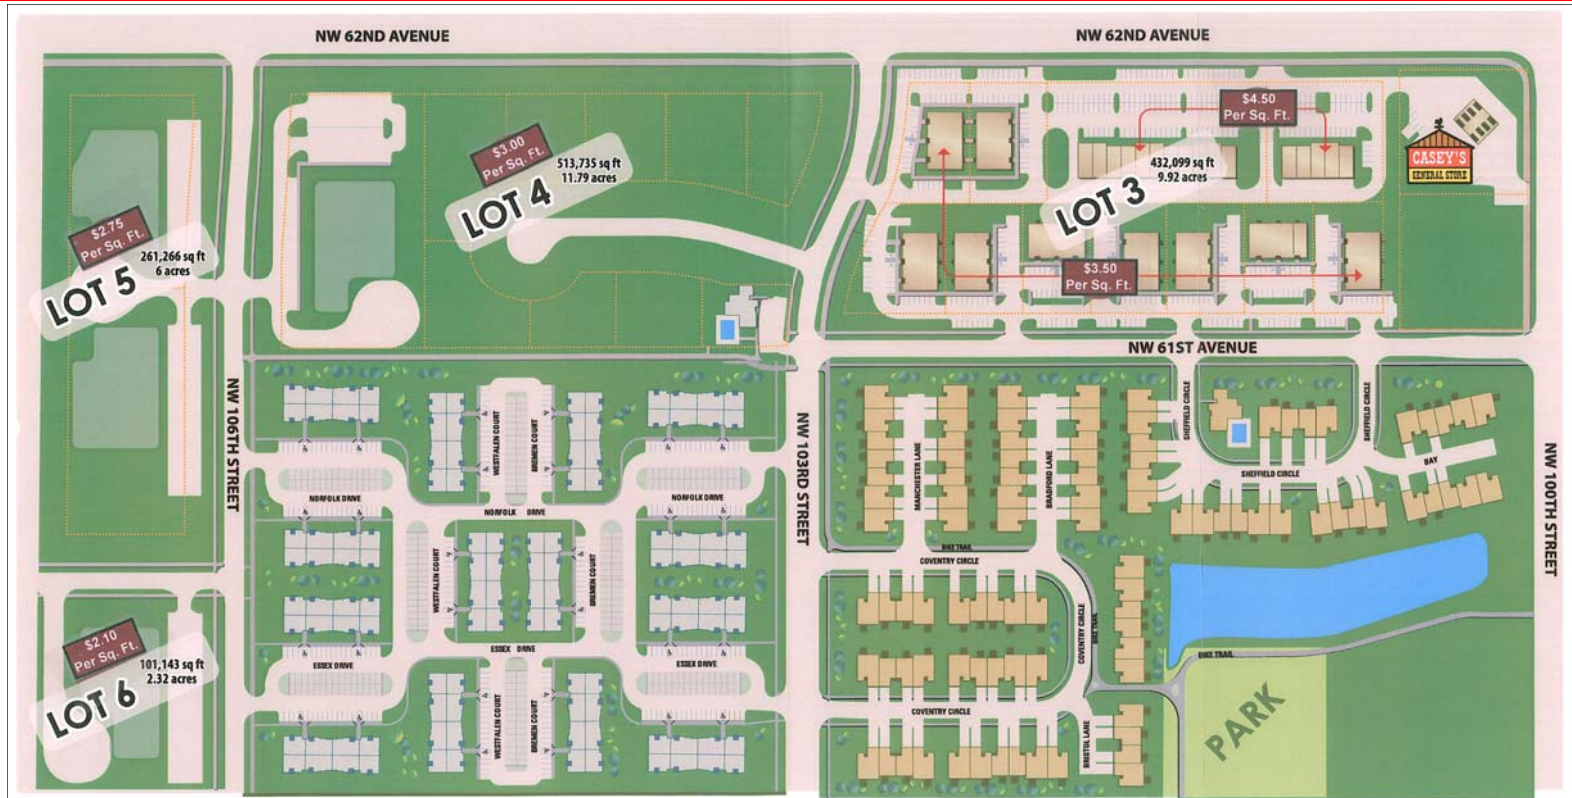 NW 62ND AVENUE
NW 62ND AVENUE
$4.50
Per Sq. Ft.
CASEY'S
GENERAL STORE
$3.00
Per Sq. Ft.
513,735 sq ft
11.79 acres
LOT 4
432,099 sq ft
9.92 acres
LOT 3
$2.75
Per Sq. Ft.
261,266 sq ft
6 acres
LOT 5
$3.50
Per Sq. Ft.
NW 61ST AVENUE
NW 106TH STREET
NW 103RD STREET
NW 100TH STREET
WESTFALEN COURT
BREMEN COURT
MANCHESTER LANE
BRADFORD LANE
SHEFFIELD CIRCLE
SHEFFIELD CIRCLE
SHEFFIELD CIRCLE
BAY
NORFOLK DRIVE
NORFOLK DRIVE
NORFOLK DRIVE
WESTFALEN COURT
BREMEN COURT
BIKE TRAIL
COVENTRY CIRCLE
COVENTRY CIRCLE
BIKE TRAIL
BIKE TRAIL
$2.10
Per Sq. Ft.
101,143 sq ft
2.32 acres
LOT 6
ESSEX DRIVE
ESSEX DRIVE
ESSEX DRIVE
WESTFALEN COURT
BREMEN COURT
COVENTRY CIRCLE
BRISTOL LANE
PARK